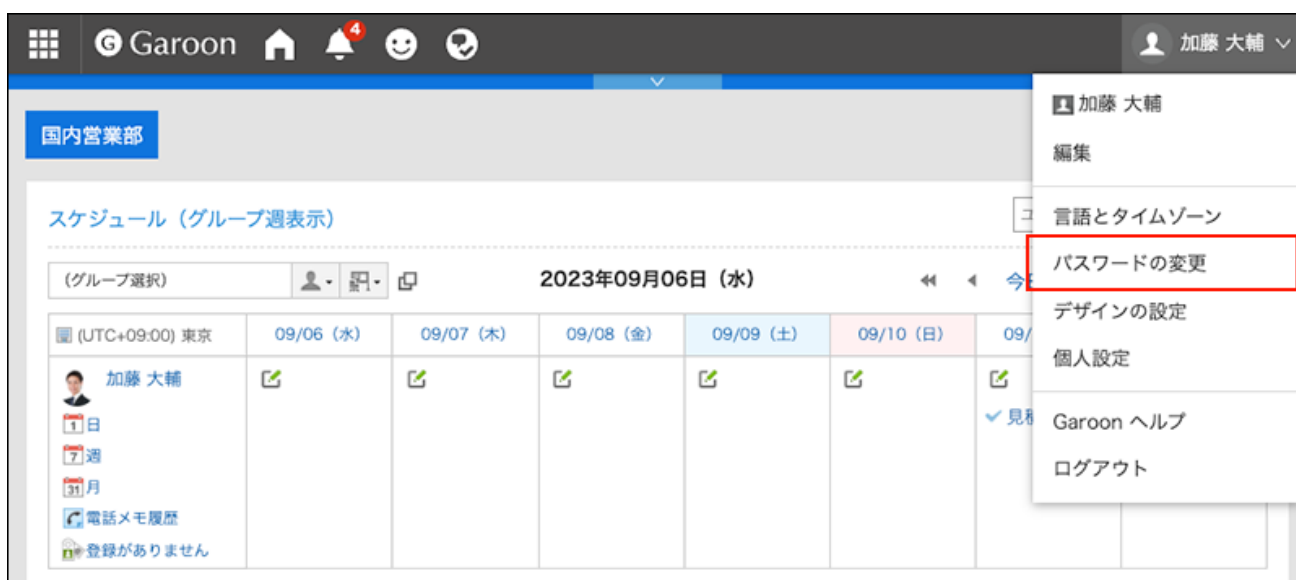 Garoon 4 加藤 大輔
加藤 大輔
編集
言語とタイムゾーン
パスワードの変更
デザインの設定
個人設定
Garoon ヘルプ
ログアウト
国内営業部
スケジュール（グループ週表示）
(グループ選択) 2023年09月06日（水）
(UTC+09:00) 東京 09/06（水） 09/07（木） 09/08（金） 09/09（土） 09/10（日） 09/
加藤 大輔
1 日
7 週
31 月
電話メモ履歴
登録がありません